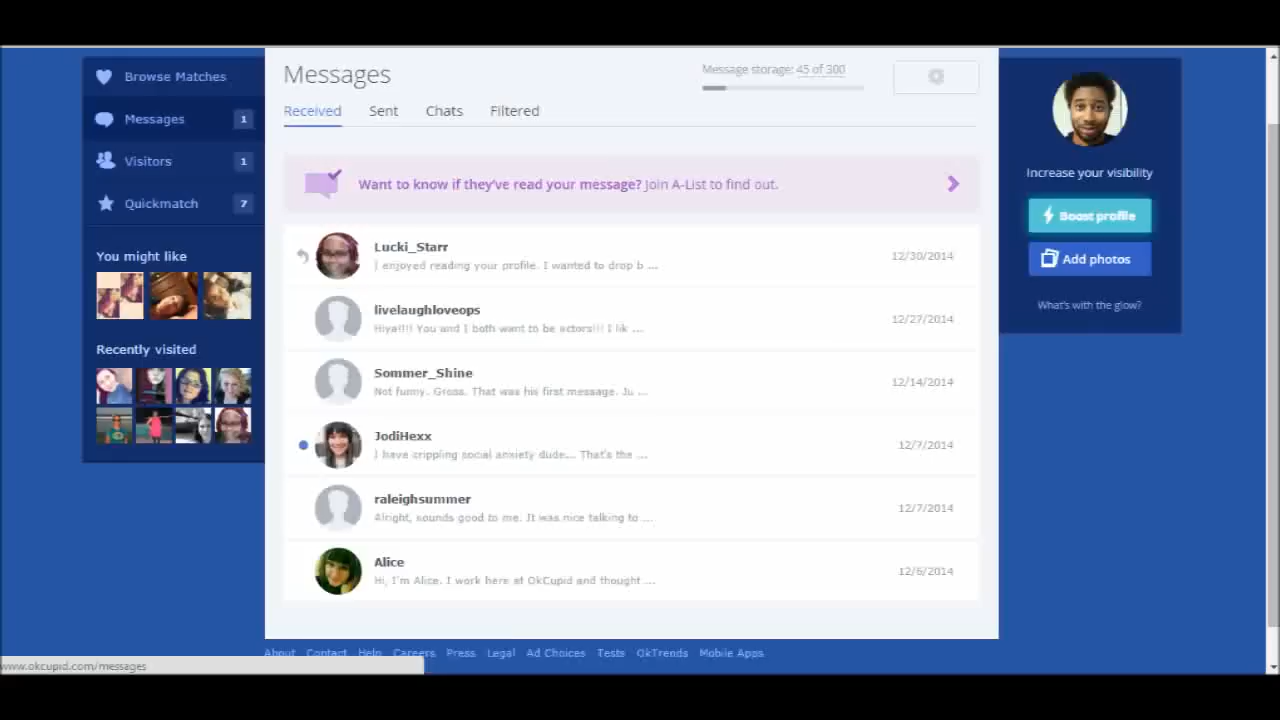 Browse Matches
Messages 1
Visitors 1
Quickmatch 7
You might like
Recently visited
Messages
Message storage: 45 of 300
Received Sent Chats Filtered
Want to know if they've read your message? Join A-List to find out.
Lucki_Starr
I enjoyed reading your profile. I wanted to drop b ...
12/30/2014
livelaughloveops
Hiya!!!! You and I both want to be actors!!! I lik ...
12/27/2014
Sommer_Shine
Not funny. Gross. That was his first message. Ju ...
12/14/2014
JodiHexx
I have crippling social anxiety dude... That's the ...
12/7/2014
raleighsummer
Alright, sounds good to me. It was nice talking to ...
12/7/2014
Alice
Hi, I'm Alice. I work here at OkCupid and thought ...
12/6/2014
Increase your visibility
Boost profile
Add photos
What's with the glow?
About Contact Help Careers Press Legal Ad Choices Tests OkTrends Mobile Apps
www.okcupid.com/messages